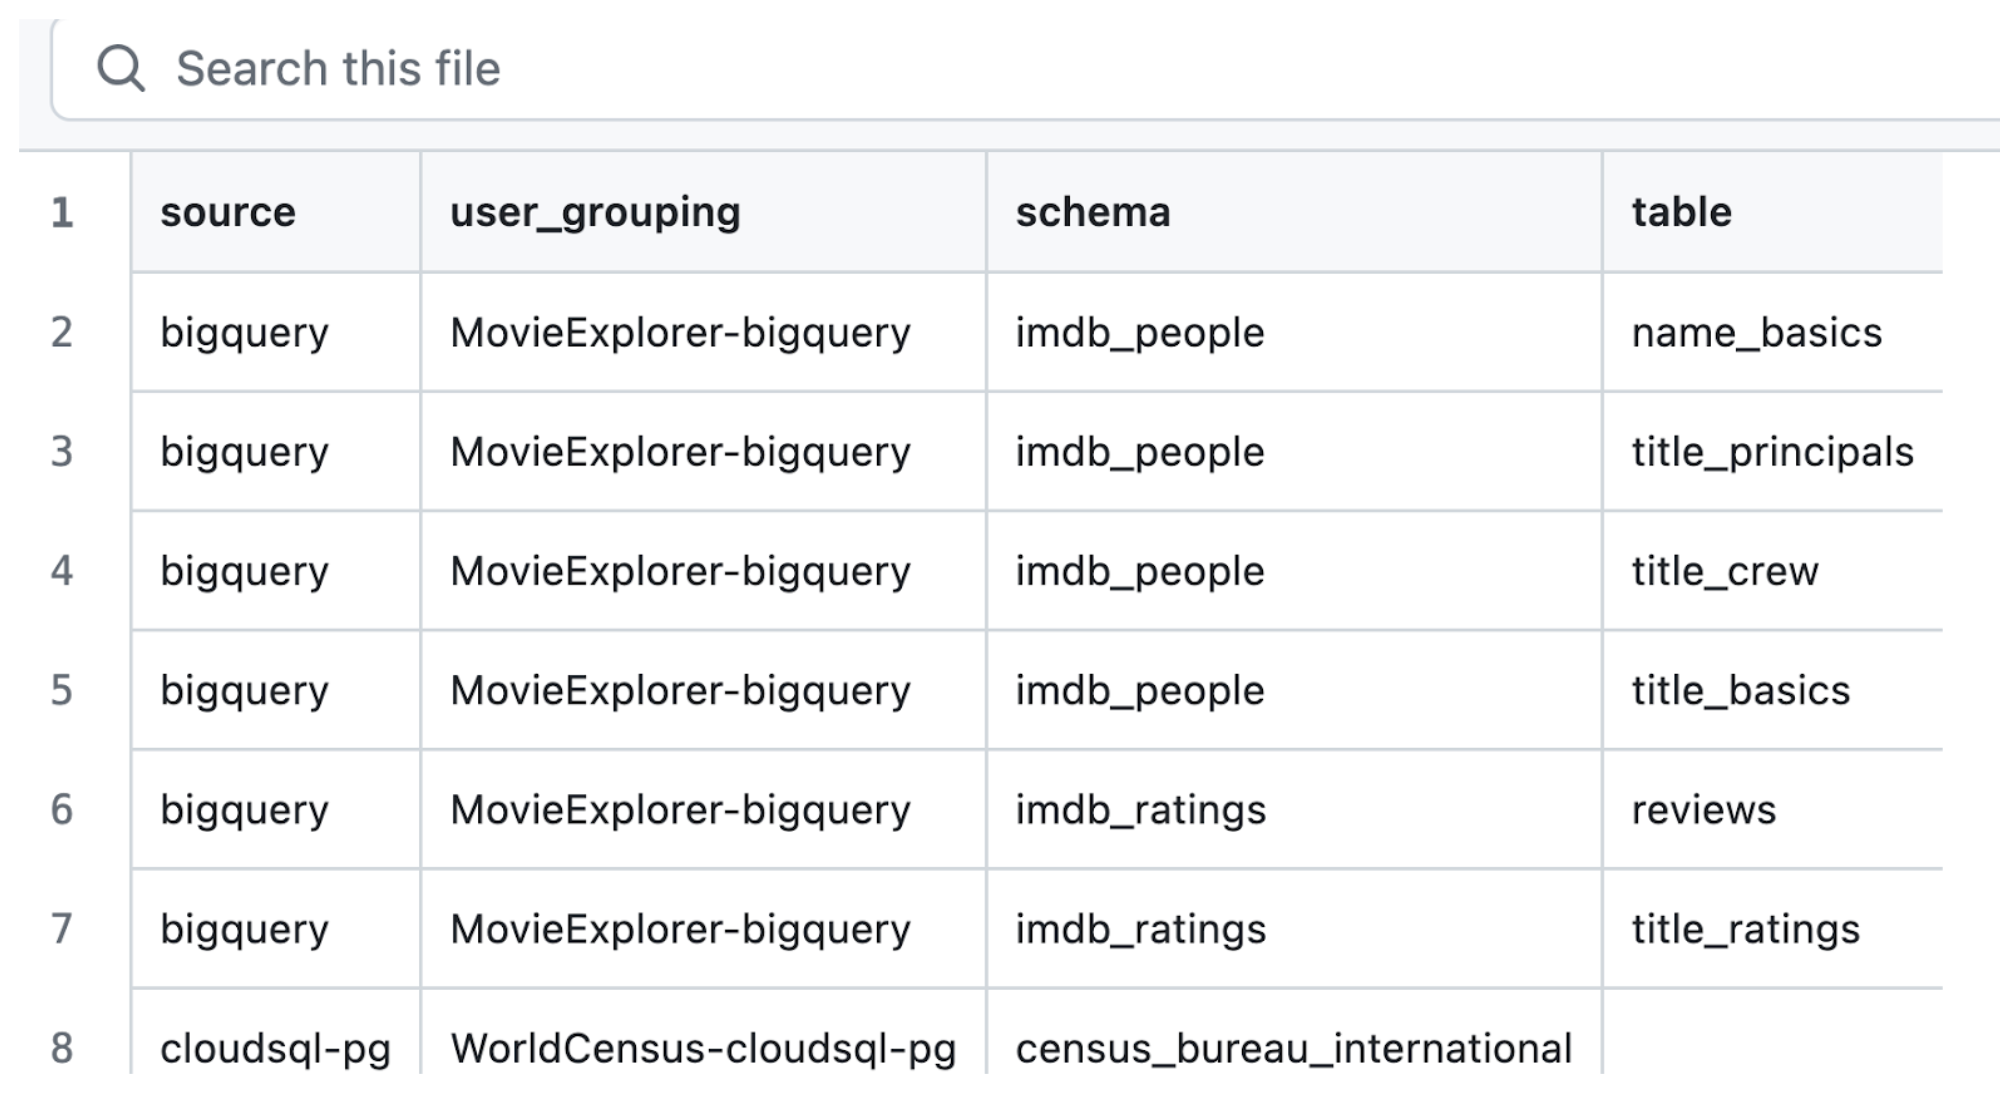 Search this file
1 source user_grouping schema table
2 bigquery MovieExplorer-bigquery imdb_people name_basics
3 bigquery MovieExplorer-bigquery imdb_people title_principals
4 bigquery MovieExplorer-bigquery imdb_people title_crew
5 bigquery MovieExplorer-bigquery imdb_people title_basics
6 bigquery MovieExplorer-bigquery imdb_ratings reviews
7 bigquery MovieExplorer-bigquery imdb_ratings title_ratings
8 cloudsql-pg WorldCensus-cloudsql-pg census_bureau_international